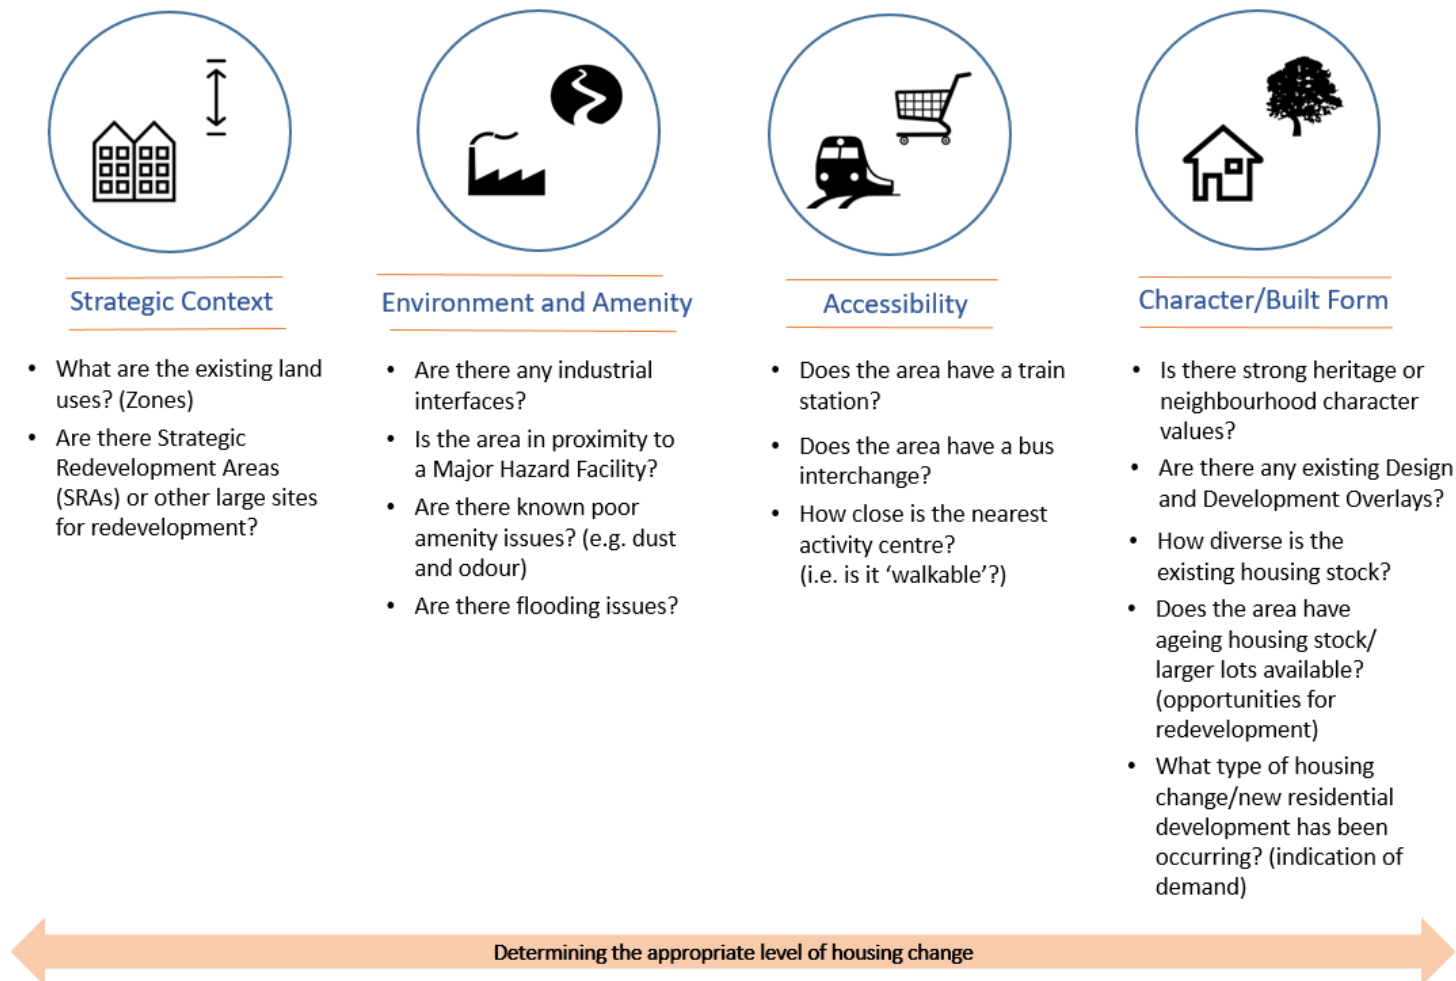 Strategic Context
• What are the existing land
uses? (Zones)
• Are there Strategic
Redevelopment Areas
(SRAs) or other large sites
for redevelopment?
Environment and Amenity
• Are there any industrial
interfaces?
• Is the area in proximity to
a Major Hazard Facility?
• Are there known poor
amenity issues? (e.g. dust
and odour)
• Are there flooding issues?
Accessibility
• Does the area have a train
station?
• Does the area have a bus
interchange?
• How close is the nearest
activity centre?
(i.e. is it ‘walkable’?)
Character/Built Form
• Is there strong heritage or
neighbourhood character
values?
• Are there any existing Design
and Development Overlays?
• How diverse is the
existing housing stock?
• Does the area have
ageing housing stock/
larger lots available?
(opportunities for
redevelopment)
• What type of housing
change/new residential
development has been
occurring? (indication of
demand)
Determining the appropriate level of housing change